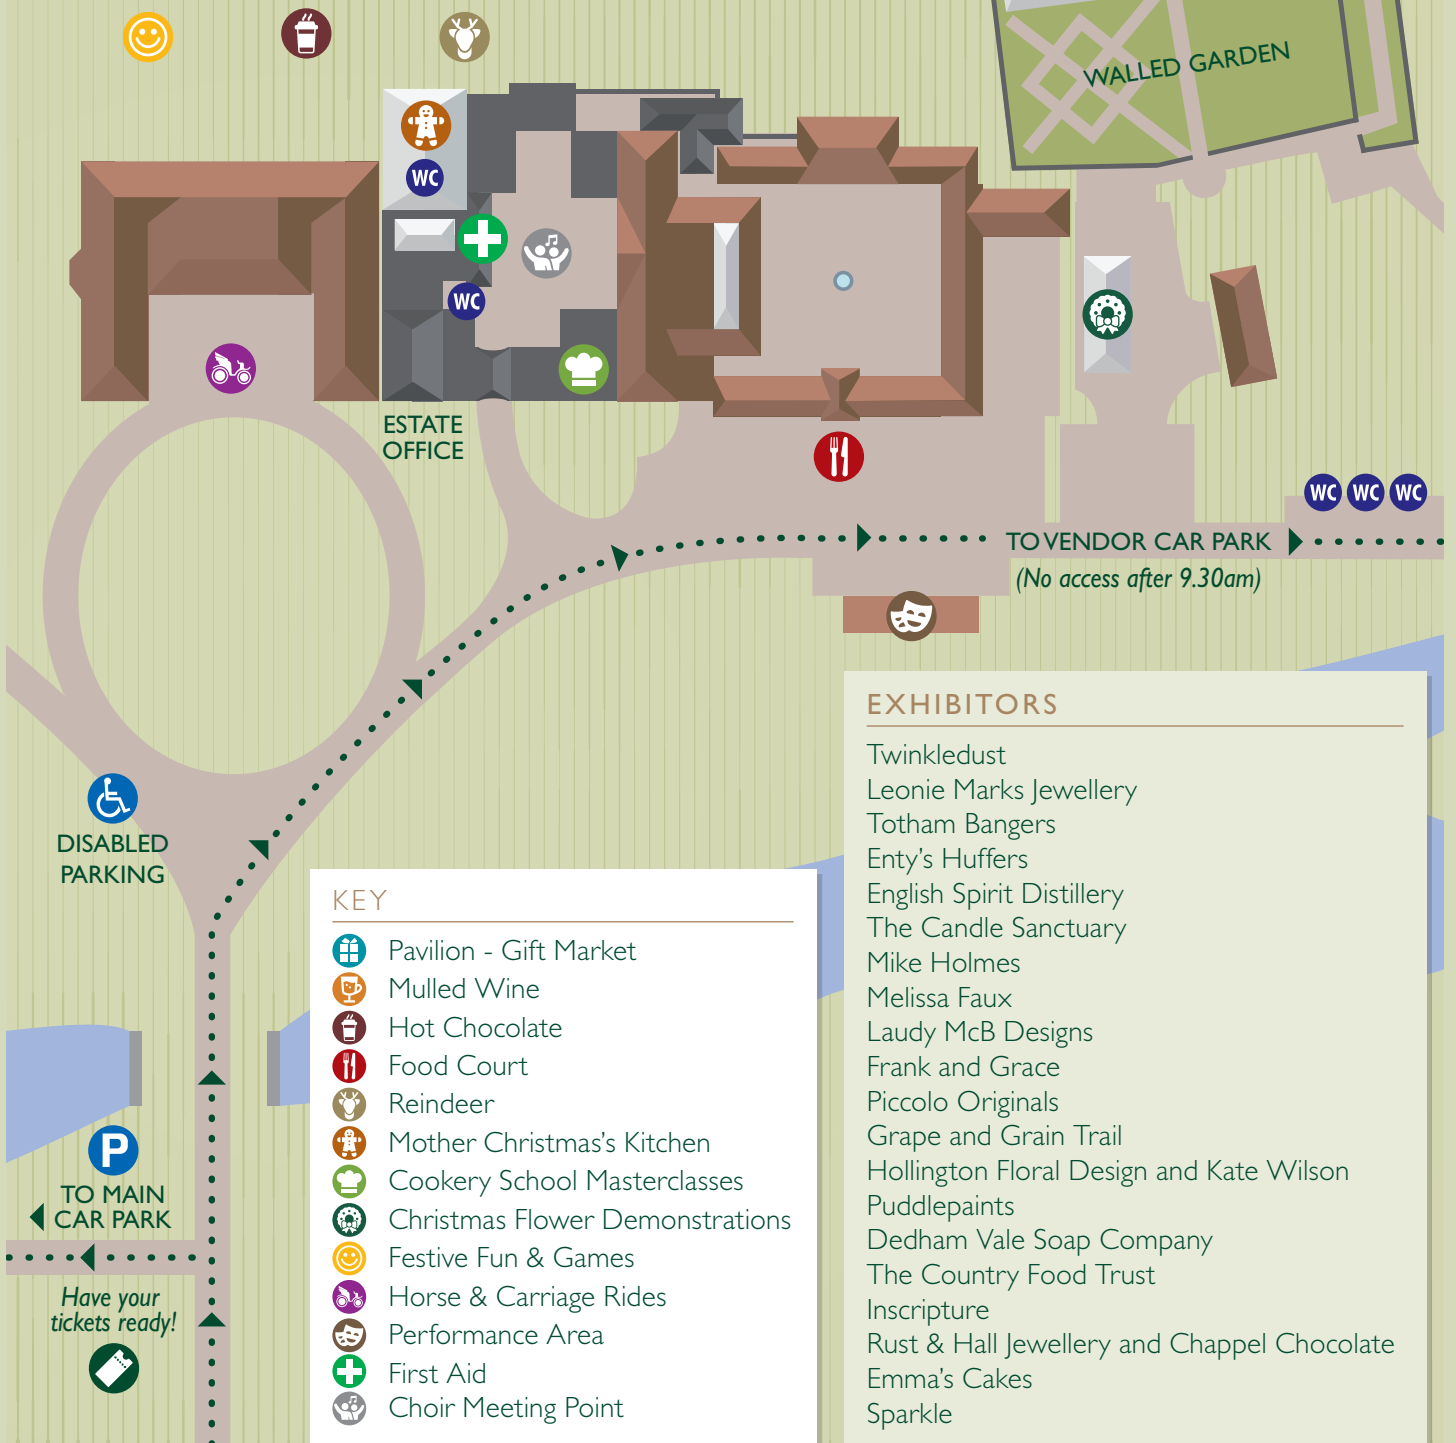 WALLED GARDEN
WC
WC
ESTATE
OFFICE
WC WC WC
TO VENDOR CAR PARK
(No access after 9.30am)
DISABLED
PARKING
P
TO MAIN
CAR PARK
Have your
tickets ready!
KEY
Pavilion - Gift Market
Mulled Wine
Hot Chocolate
Food Court
Reindeer
Mother Christmas's Kitchen
Cookery School Masterclasses
Christmas Flower Demonstrations
Festive Fun & Games
Horse & Carriage Rides
Performance Area
First Aid
Choir Meeting Point
EXHIBITORS
Twinkledust
Leonie Marks Jewellery
Totham Bangers
Enty's Huffers
English Spirit Distillery
The Candle Sanctuary
Mike Holmes
Melissa Faux
Laudy McB Designs
Frank and Grace
Piccolo Originals
Grape and Grain Trail
Hollington Floral Design and Kate Wilson
Puddlepaints
Dedham Vale Soap Company
The Country Food Trust
Inscripture
Rust & Hall Jewellery and Chappel Chocolate
Emma's Cakes
Sparkle